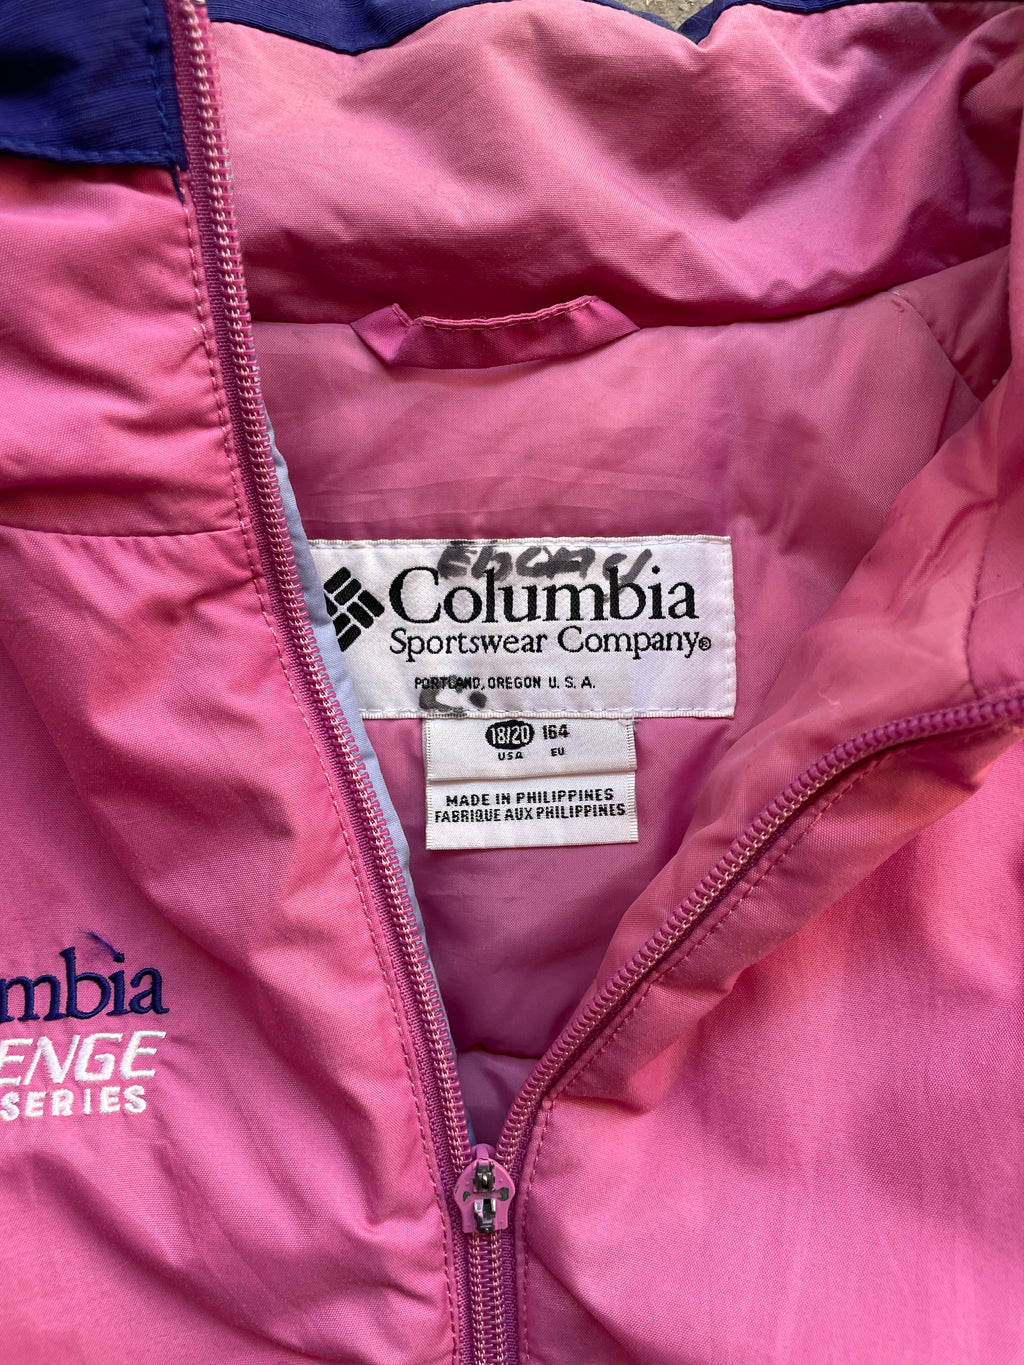 Ebony
Columbia
Sportswear Company®
PORTLAND, OREGON U. S. A.
C.
18/20 164
USA EU
MADE IN PHILIPPINES
FABRIQUE AUX PHILIPPINES
mbia
ENGE
SERIES